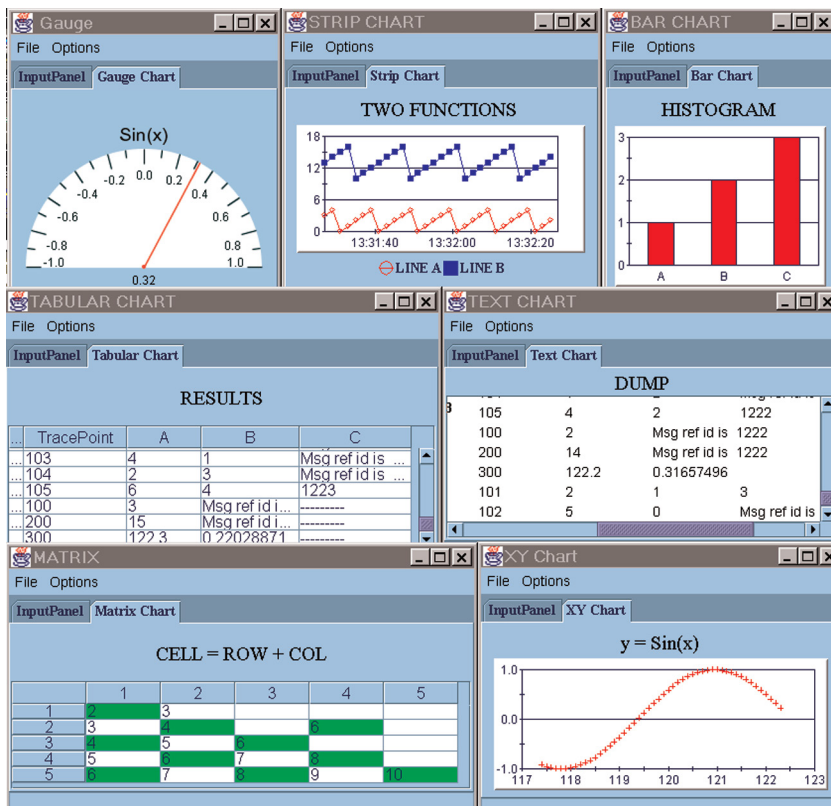 Gauge
File Options
InputPanel Gauge Chart
Sin(x)
-1.0 -0.8 -0.6 -0.4 -0.2 0.0 0.2 0.4 0.6 0.8 1.0
0.32
STRIP CHART
File Options
InputPanel Strip Chart
TWO FUNCTIONS
18
12
6
0
13:31:40 13:32:00 13:32:20
LINE A LINE B
BAR CHART
File Options
InputPanel Bar Chart
HISTOGRAM
3
2
1
0
A B C
TABULAR CHART
File Options
InputPanel Tabular Chart
RESULTS
... TracePoint A B C
... 103 4 1 Msg ref id is ...
... 104 2 3 Msg ref id is ...
... 105 6 4 1223
... 100 3 Msg ref id i... ---------
... 200 15 Msg ref id i... ---------
... 300 122.3 0.22028871 ---------
TEXT CHART
File Options
InputPanel Text Chart
DUMP
105 4 2 1222
100 2 Msg ref id is 1222
200 14 Msg ref id is 1222
300 122.2 0.31657496
101 2 1 3
102 5 0 Msg ref id is
MATRIX
File Options
InputPanel Matrix Chart
CELL = ROW + COL
1 2 3 4 5
1 2 3
2 3 4 6
3 4 5 6
4 5 6 7 8
5 6 7 8 9 10
XY Chart
File Options
InputPanel XY Chart
y = Sin(x)
1.0
0.0
-1.0
117 118 119 120 121 122 123